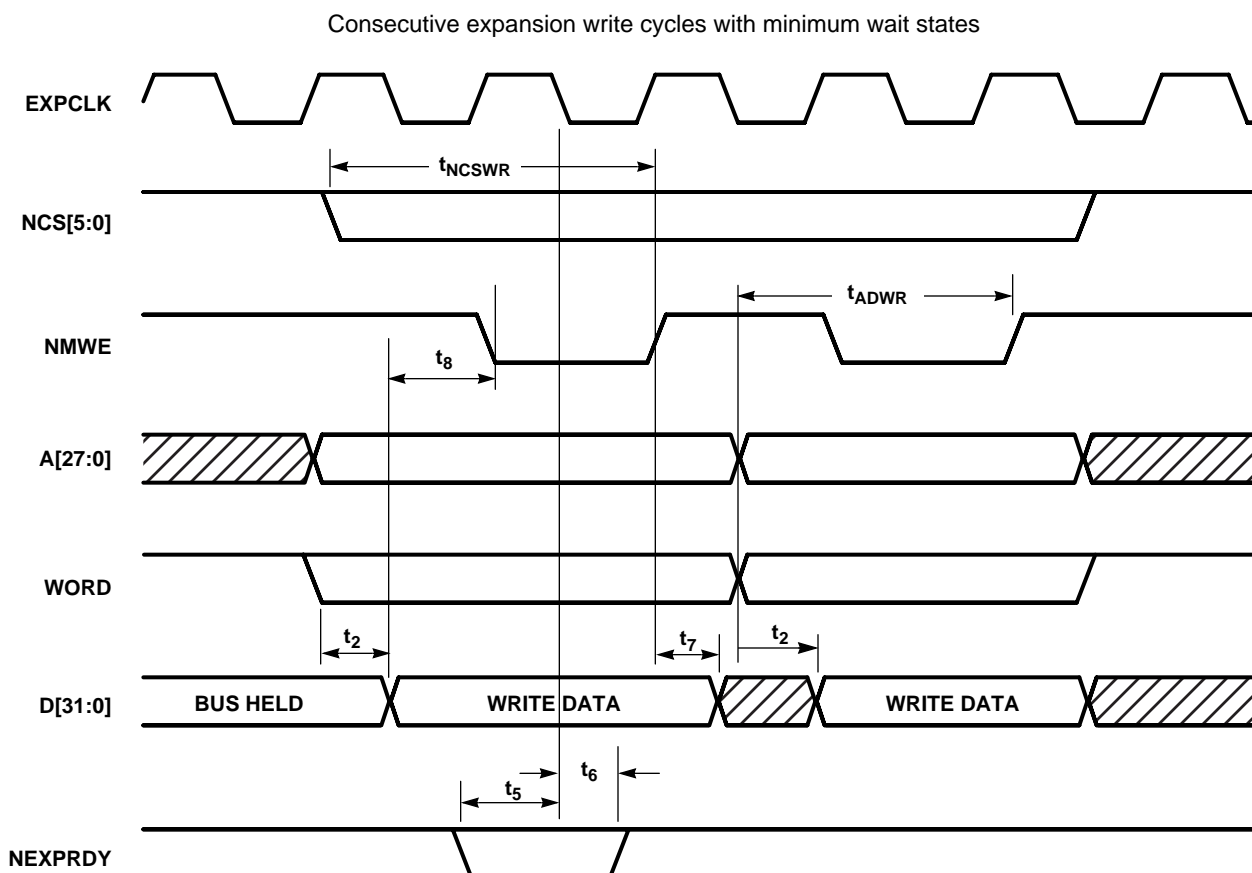 Consecutive expansion write cycles with minimum wait states
EXPCLK
tNCSWR
NCS[5:0]
tADWR
NMWE
t8
A[27:0]
WORD
t2
t7
t2
D[31:0]
BUS HELD
WRITE DATA
WRITE DATA
t6
t5
NEXPRDY